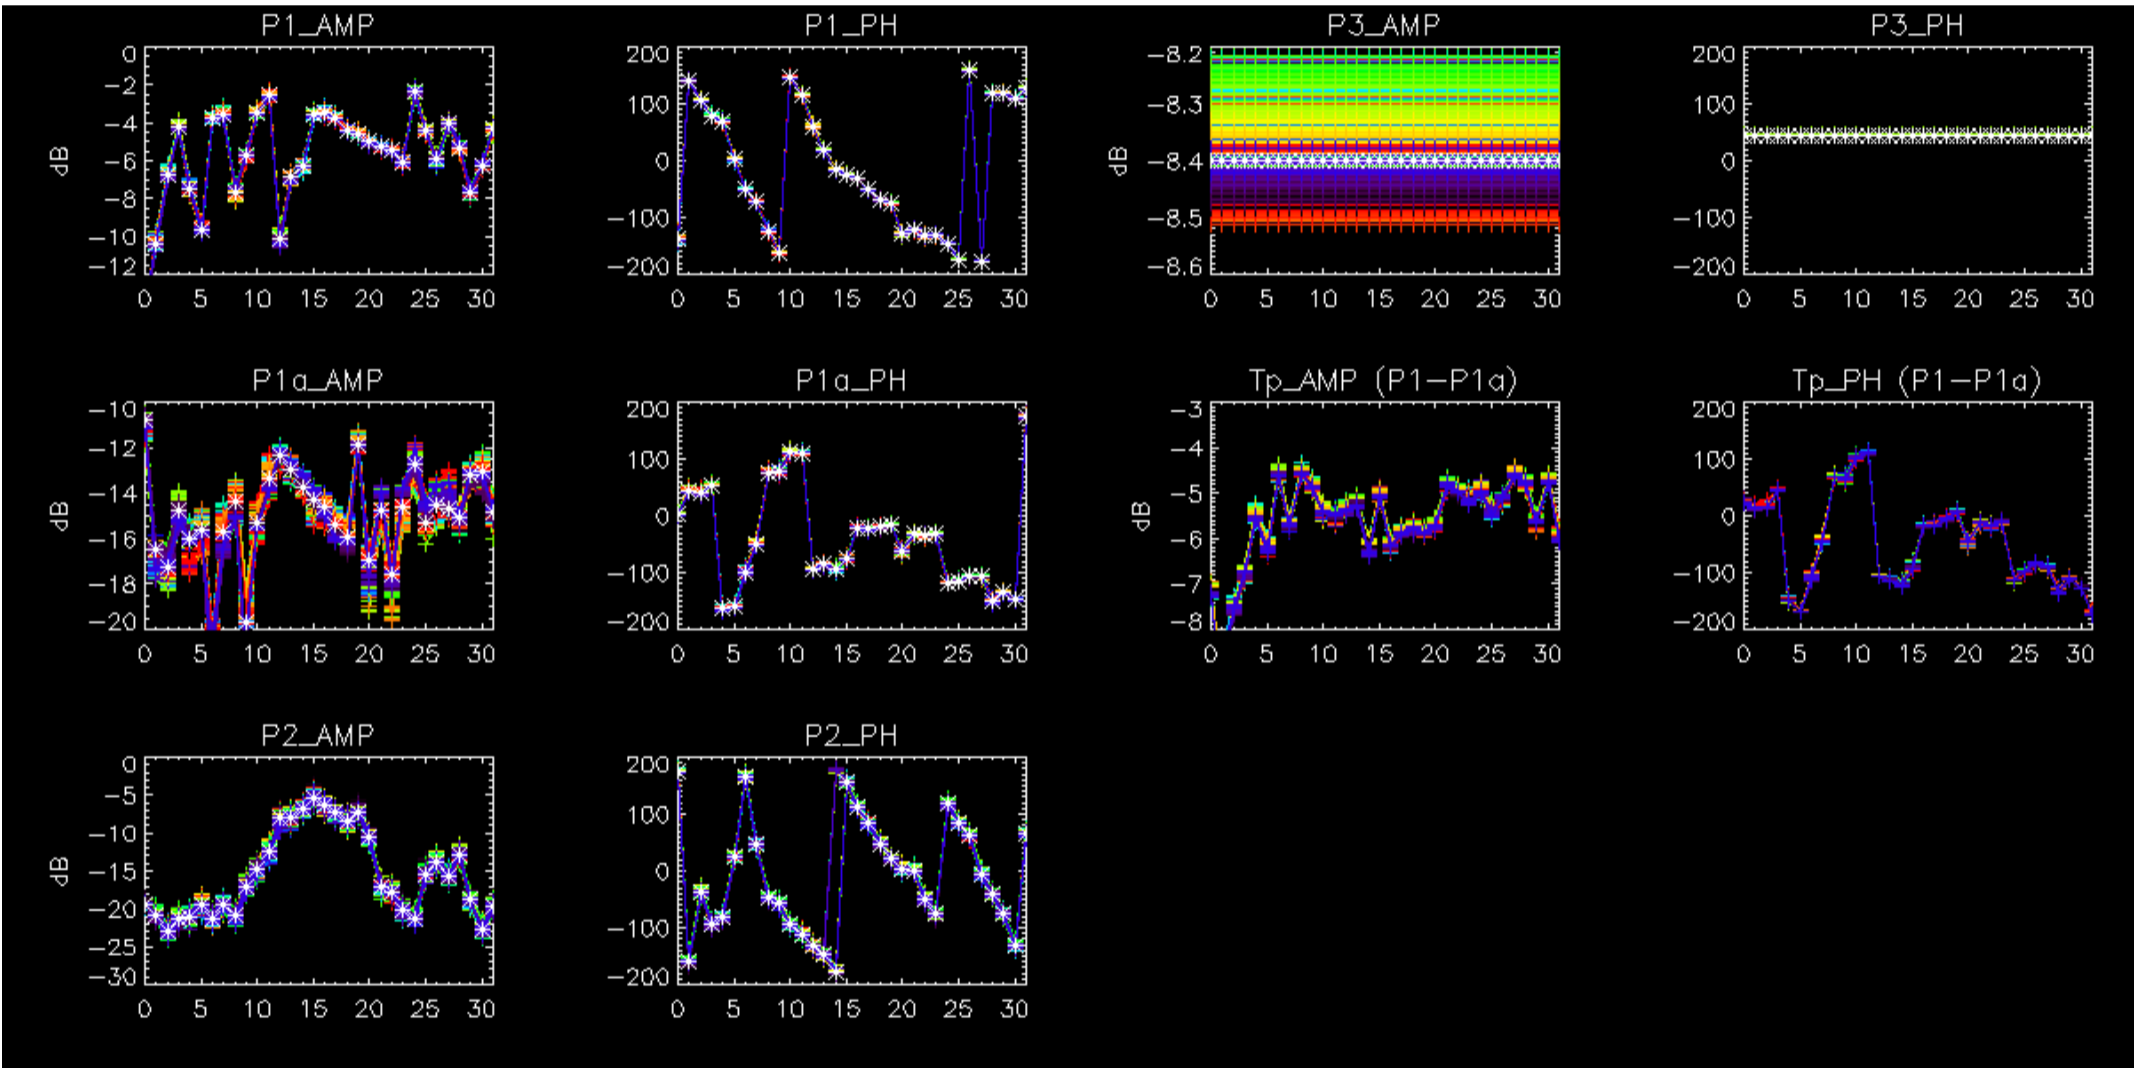 P1_AMP
0
−2
−4
−6
−8
−10
−12
dB
0 5 10 15 20 25 30
P1_PH
200
100
0
−100
−200
0 5 10 15 20 25 30
P3_AMP
−8.2
−8.3
−8.4
−8.5
−8.6
dB
0 5 10 15 20 25 30
P3_PH
200
100
0
−100
−200
0 5 10 15 20 25 30
P1a_AMP
−10
−12
−14
−16
−18
−20
dB
0 5 10 15 20 25 30
P1a_PH
200
100
0
−100
−200
0 5 10 15 20 25 30
Tp_AMP (P1−P1a)
−3
−4
−5
−6
−7
−8
dB
0 5 10 15 20 25 30
Tp_PH (P1−P1a)
200
100
0
−100
−200
0 5 10 15 20 25 30
P2_AMP
0
−5
−10
−15
−20
−25
−30
dB
0 5 10 15 20 25 30
P2_PH
200
100
0
−100
−200
0 5 10 15 20 25 30